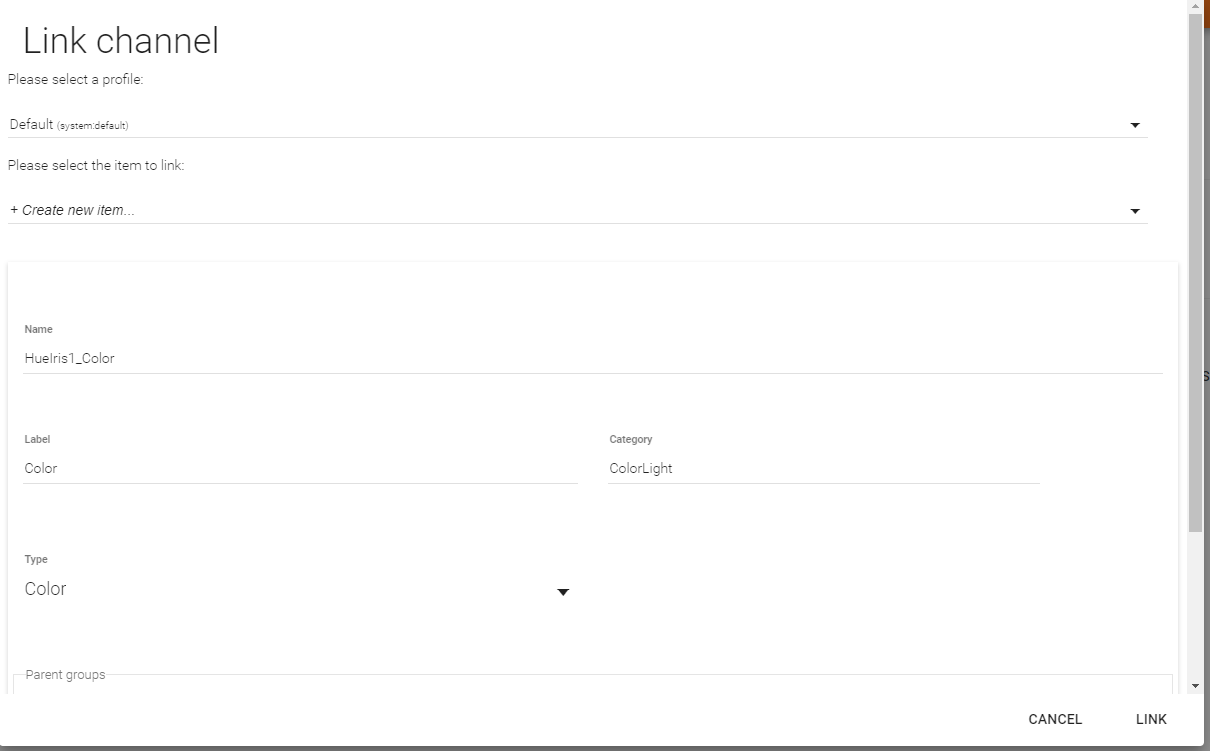 Link channel
Please select a profile:
Default (system:default)
Please select the item to link:
+ Create new item...
Name
HueIris1_Color
Label
Category
Color
ColorLight
Type
Color
Parent groups
CANCEL
LINK